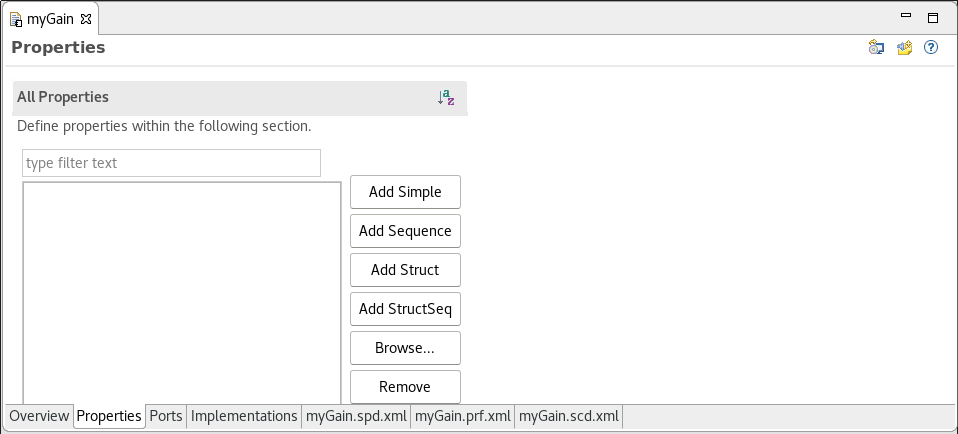 myGain
Properties
All Properties
Define properties within the following section.
type filter text
Add Simple
Add Sequence
Add Struct
Add StructSeq
Browse...
Remove
Overview Properties Ports Implementations myGain.spd.xml myGain.prf.xml myGain.scd.xml